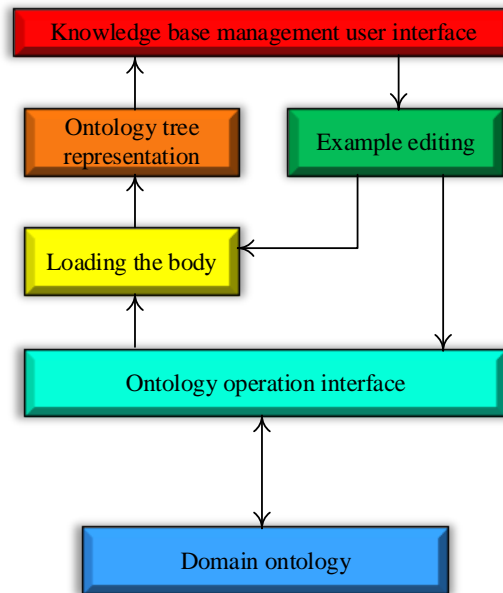 Knowledge base management user interface
Ontology tree
representation
Example editing
Loading the body
Ontology operation interface
Domain ontology